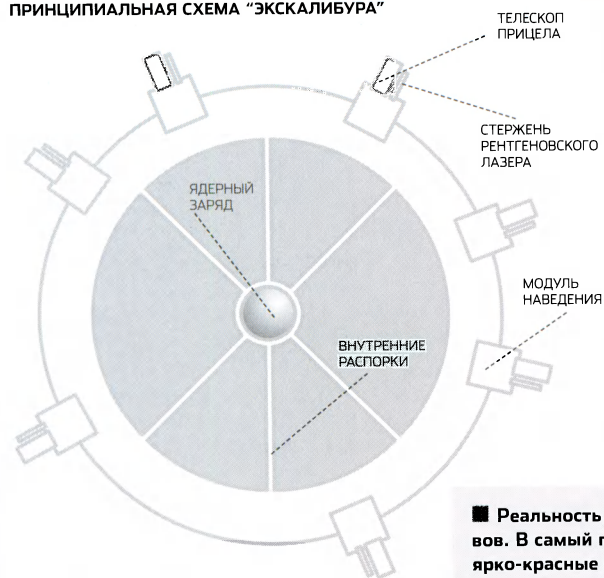 ПРИНЦИПИАЛЬНАЯ СХЕМА “ЭКСКАЛИБУРА”
ТЕЛЕСКОП
ПРИЦЕЛА
СТЕРЖЕНЬ
РЕНТГЕНОВСКОГО
ЛАЗЕРА
ЯДЕРНЫЙ
ЗАРЯД
МОДУЛЬ
НАВЕДЕНИЯ
ВНУТРЕННИЕ
РАСПОРКИ
■ Реальность
вов. В самый
ярко-красные